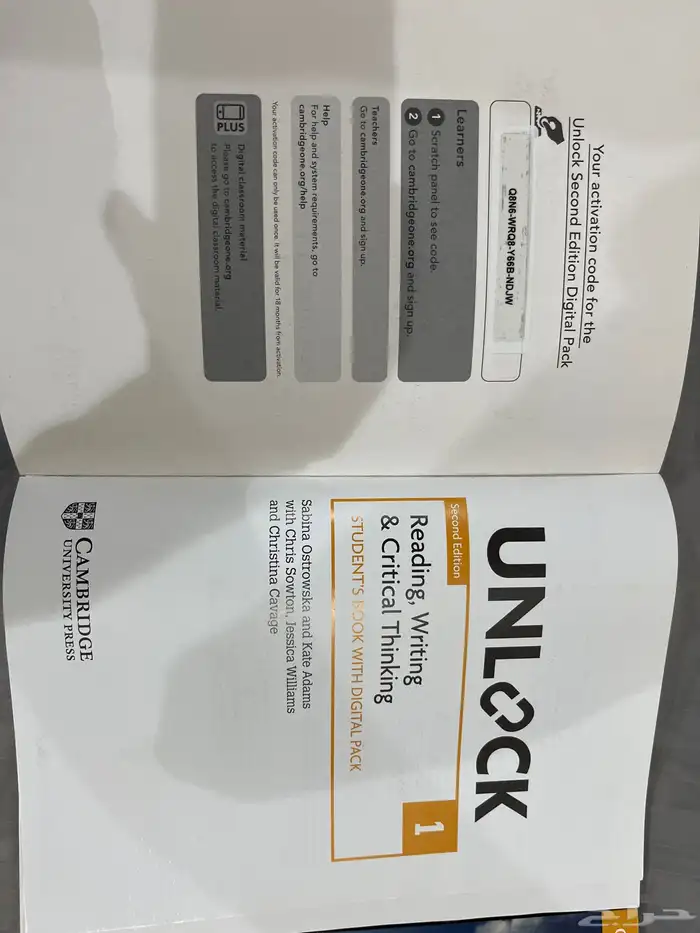 Your activation code for the
Unlock Second Edition Digital Pack
Q8N6-WRQ8-Y66B-NDJW
Learners
1 Scratch panel to see code.
2 Go to cambridgeone.org and sign up.
Teachers
Go to cambridgeone.org and sign up.
Help
For help and system requirements, go to
cambridgeone.org/help
Your activation code can only be used once. It will be valid for 18 months from activation.
PLUS
Digital classroom material
Please go to cambridgeone.org
to access the digital classroom material.
UNLOCK
Second Edition
1
Reading, Writing
& Critical Thinking
STUDENT'S BOOK WITH DIGITAL PACK
Sabina Ostrowska and Kate Adams
with Chris Sowton, Jessica Williams
and Christina Cavage
CAMBRIDGE
UNIVERSITY PRESS
حراج